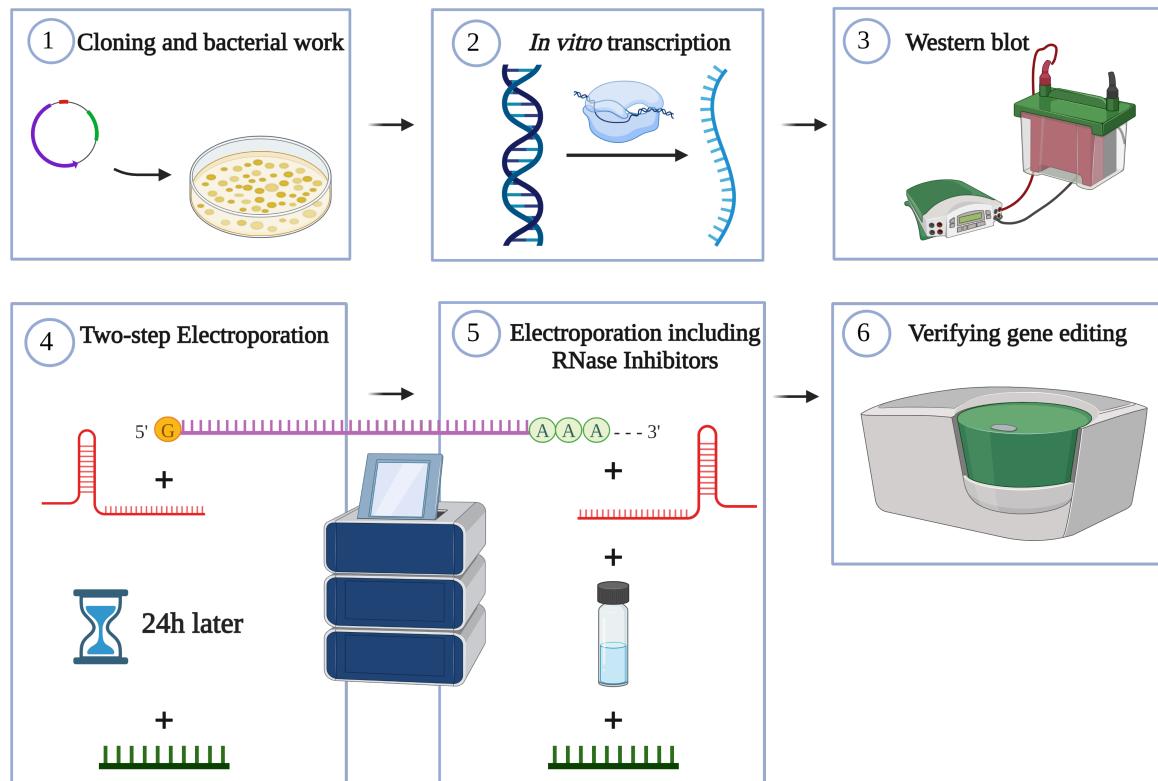 1 Cloning and bacterial work
2 In vitro transcription
3 Western blot
4 Two-step Electroporation
5 Electroporation including
RNase Inhibitors
6 Verifying gene editing
5' G A A A - - - 3'
+ +
+
24h later
+ +